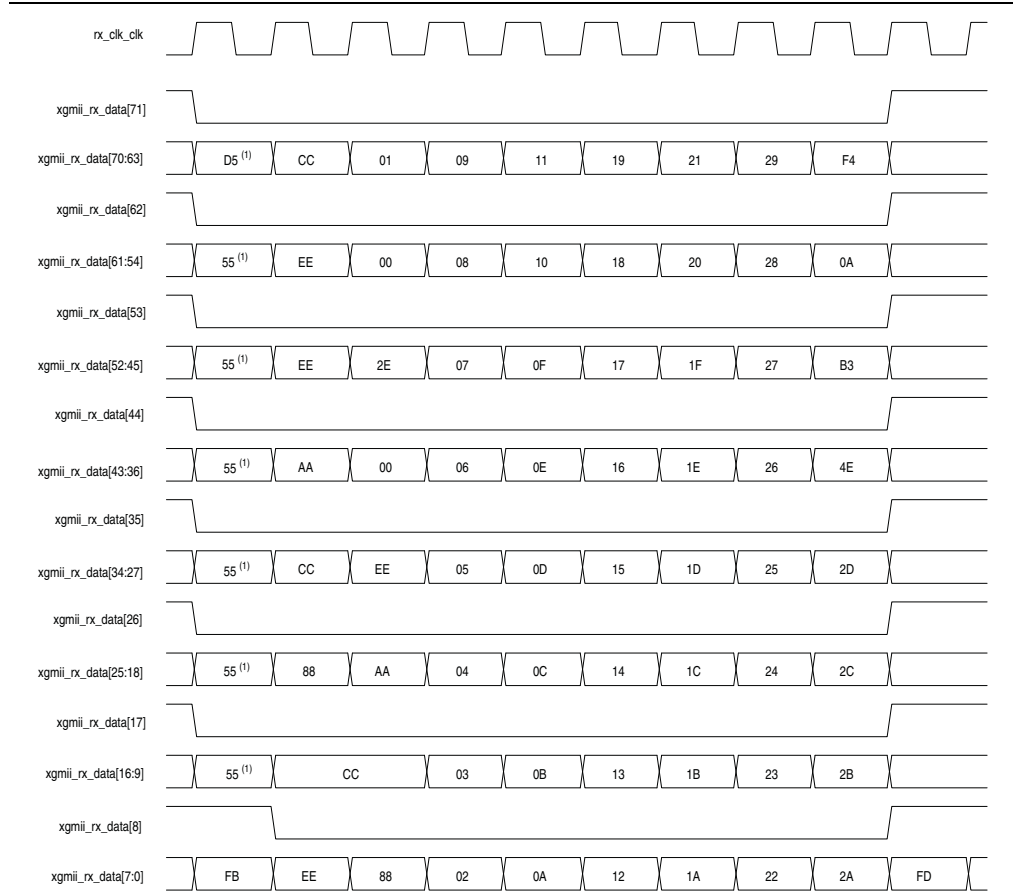 rx_clk_clk
xgmii_rx_data[71]
xgmii_rx_data[70:63] D5 (1) CC 01 09 11 19 21 29 F4
xgmii_rx_data[62]
xgmii_rx_data[61:54] 55 (1) EE 00 08 10 18 20 28 0A
xgmii_rx_data[53]
xgmii_rx_data[52:45] 55 (1) EE 2E 07 0F 17 1F 27 B3
xgmii_rx_data[44]
xgmii_rx_data[43:36] 55 (1) AA 00 06 0E 16 1E 26 4E
xgmii_rx_data[35]
xgmii_rx_data[34:27] 55 (1) CC EE 05 0D 15 1D 25 2D
xgmii_rx_data[26]
xgmii_rx_data[25:18] 55 (1) 88 AA 04 0C 14 1C 24 2C
xgmii_rx_data[17]
xgmii_rx_data[16:9] 55 (1) CC 03 0B 13 1B 23 2B
xgmii_rx_data[8]
xgmii_rx_data[7:0] FB EE 88 02 0A 12 1A 22 2A FD